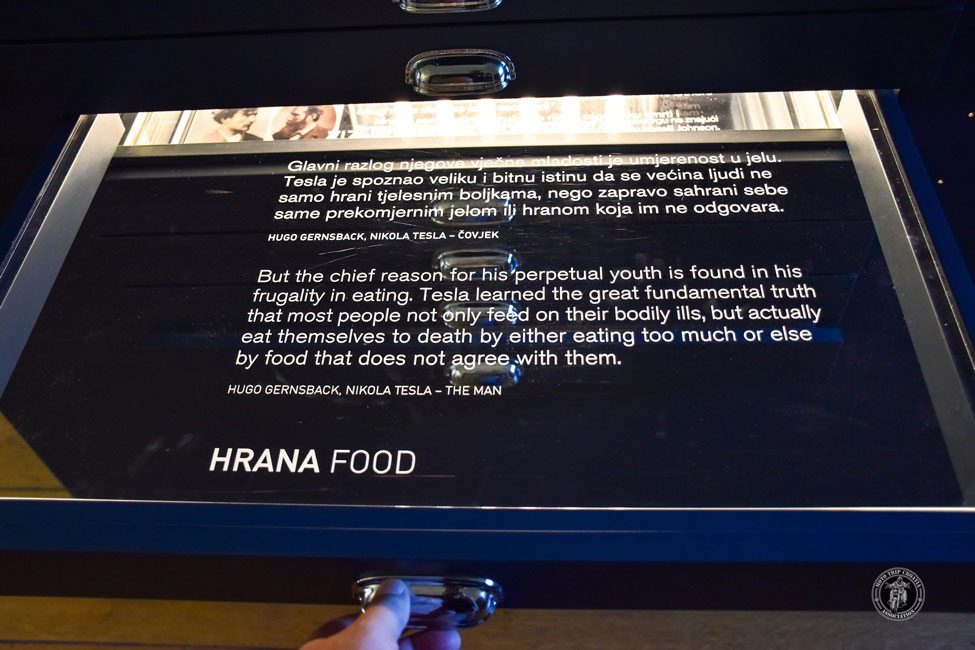 Johnson.
Glavni razlog njegove vječne mladosti je umjerenost u jelu.
Tesla je spoznao veliku i bitnu istinu da se većina ljudi ne
samo hrani tjelesnim boljkama, nego zapravo sahrani sebe
same prekomjernim jelom ili hranom koja im ne odgovara.
HUGO GERNSBACK, NIKOLA TESLA – ČOVJEK
But the chief reason for his perpetual youth is found in his
frugality in eating. Tesla learned the great fundamental truth
that most people not only feed on their bodily ills, but actually
eat themselves to death by either eating too much or else
by food that does not agree with them.
HUGO GERNSBACK, NIKOLA TESLA – THE MAN
HRANA FOOD
MOTO TRIP CROATIA
ASSOCIATION